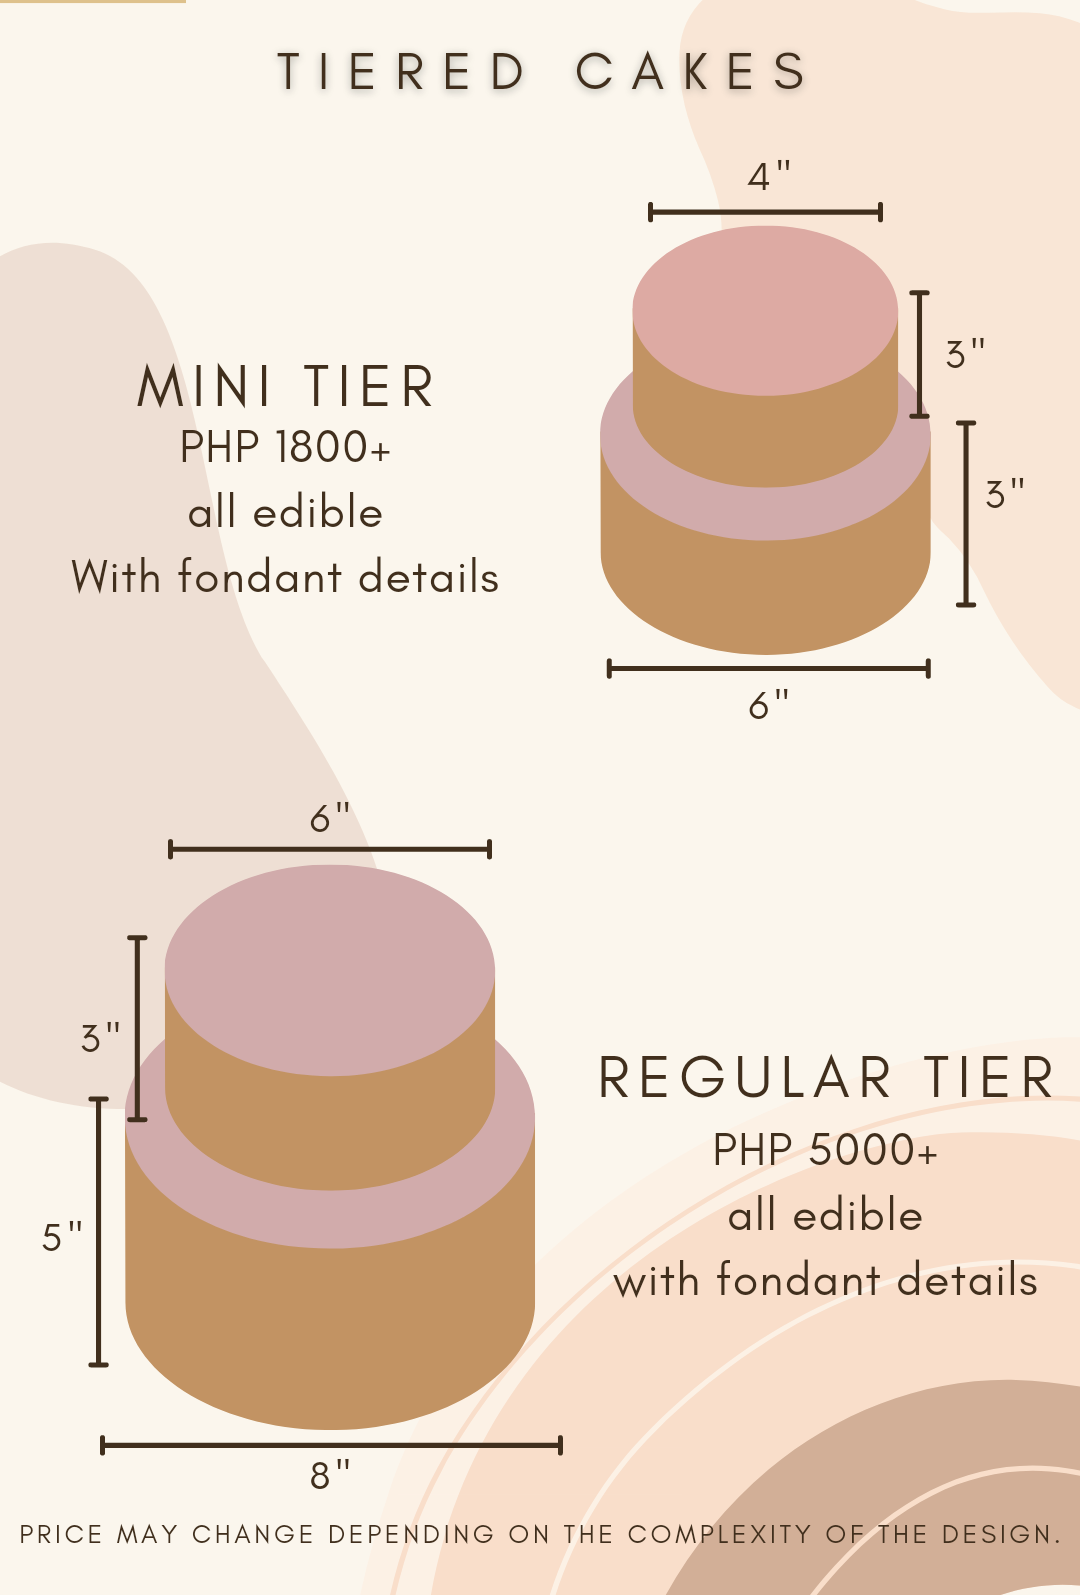 TIERED CAKES
4"
3"
3"
6"
MINI TIER
PHP 1800+
all edible
With fondant details
6"
3"
5"
8"
REGULAR TIER
PHP 5000+
all edible
with fondant details
PRICE MAY CHANGE DEPENDING ON THE COMPLEXITY OF THE DESIGN.